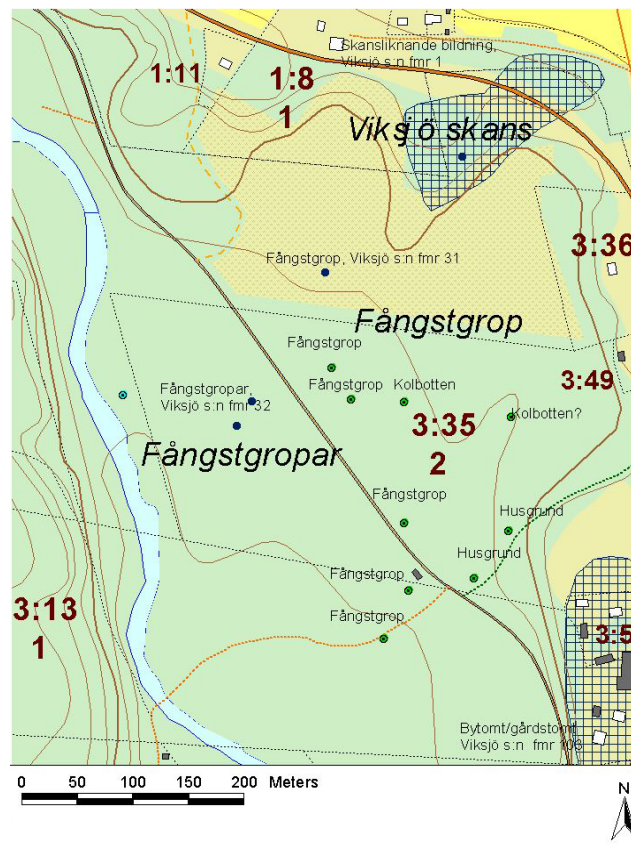 Skansliknande bildning,
Viksjö s:n fmr 1
1:11
1:8
1
Viksjö skans
3:36
Fångstgrop, Viksjö s:n fmr 31
Fångstgrop
Fångstgrop
3:49
Fångstgropar,
Viksjö s:n fmr 32
Fångstgrop
Kolbotten
3:35
2
Kolbotten?
Fångstgropar
Fångstgrop
Husgrund
Husgrund
Fångstgrop
3:13
1
Fångstgrop
3:5
Bytomt/gårdstomt
Viksjö s:n fmr
0 50 100 150 200 Meters
N